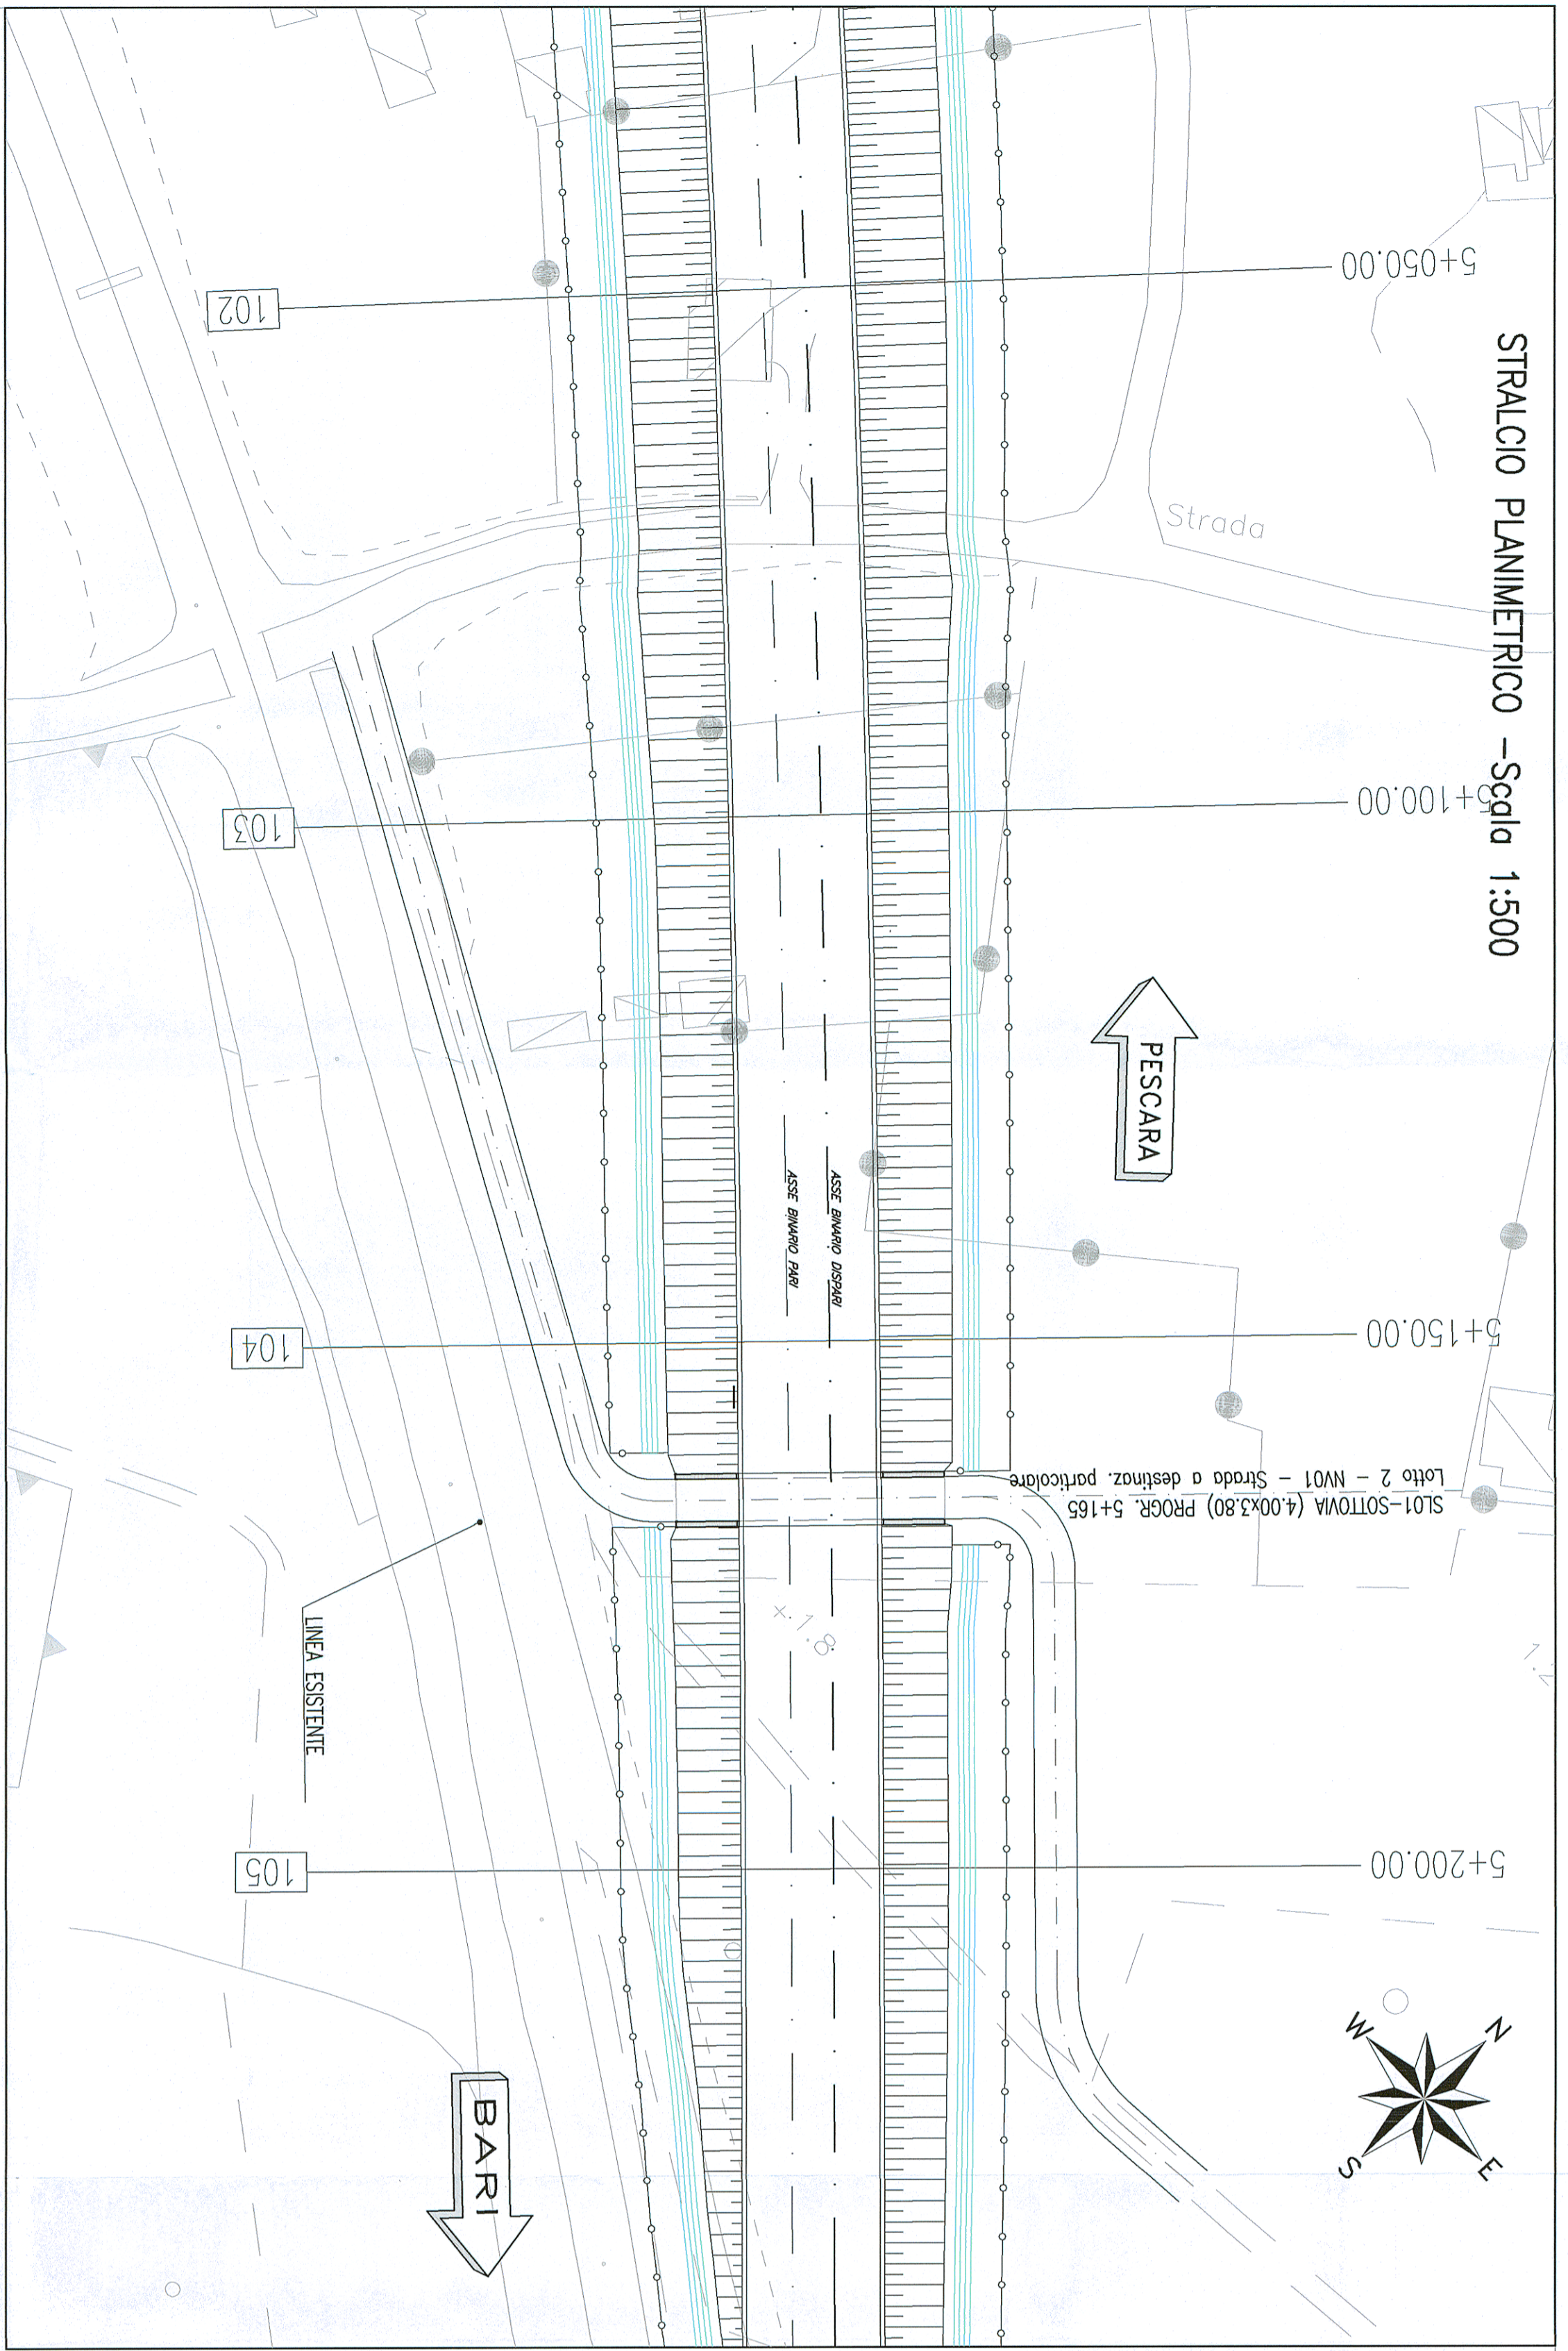 STRALCIO PLANIMETRICO -Scala 1:500
5+050.00
102
Strada
5+100.00
103
PESCARA
ASSE BINARIO PARI
ASSE BINARIO DISPARI
5+150.00
104
SL01-SOTTOVIA (4.00x3.80) PROGR. 5+165
Lotto 2 - NV01 - Strada a destinaz. particolare
LINEA ESISTENTE
x 1.8
5+200.00
105
BARI
N
W
E
S